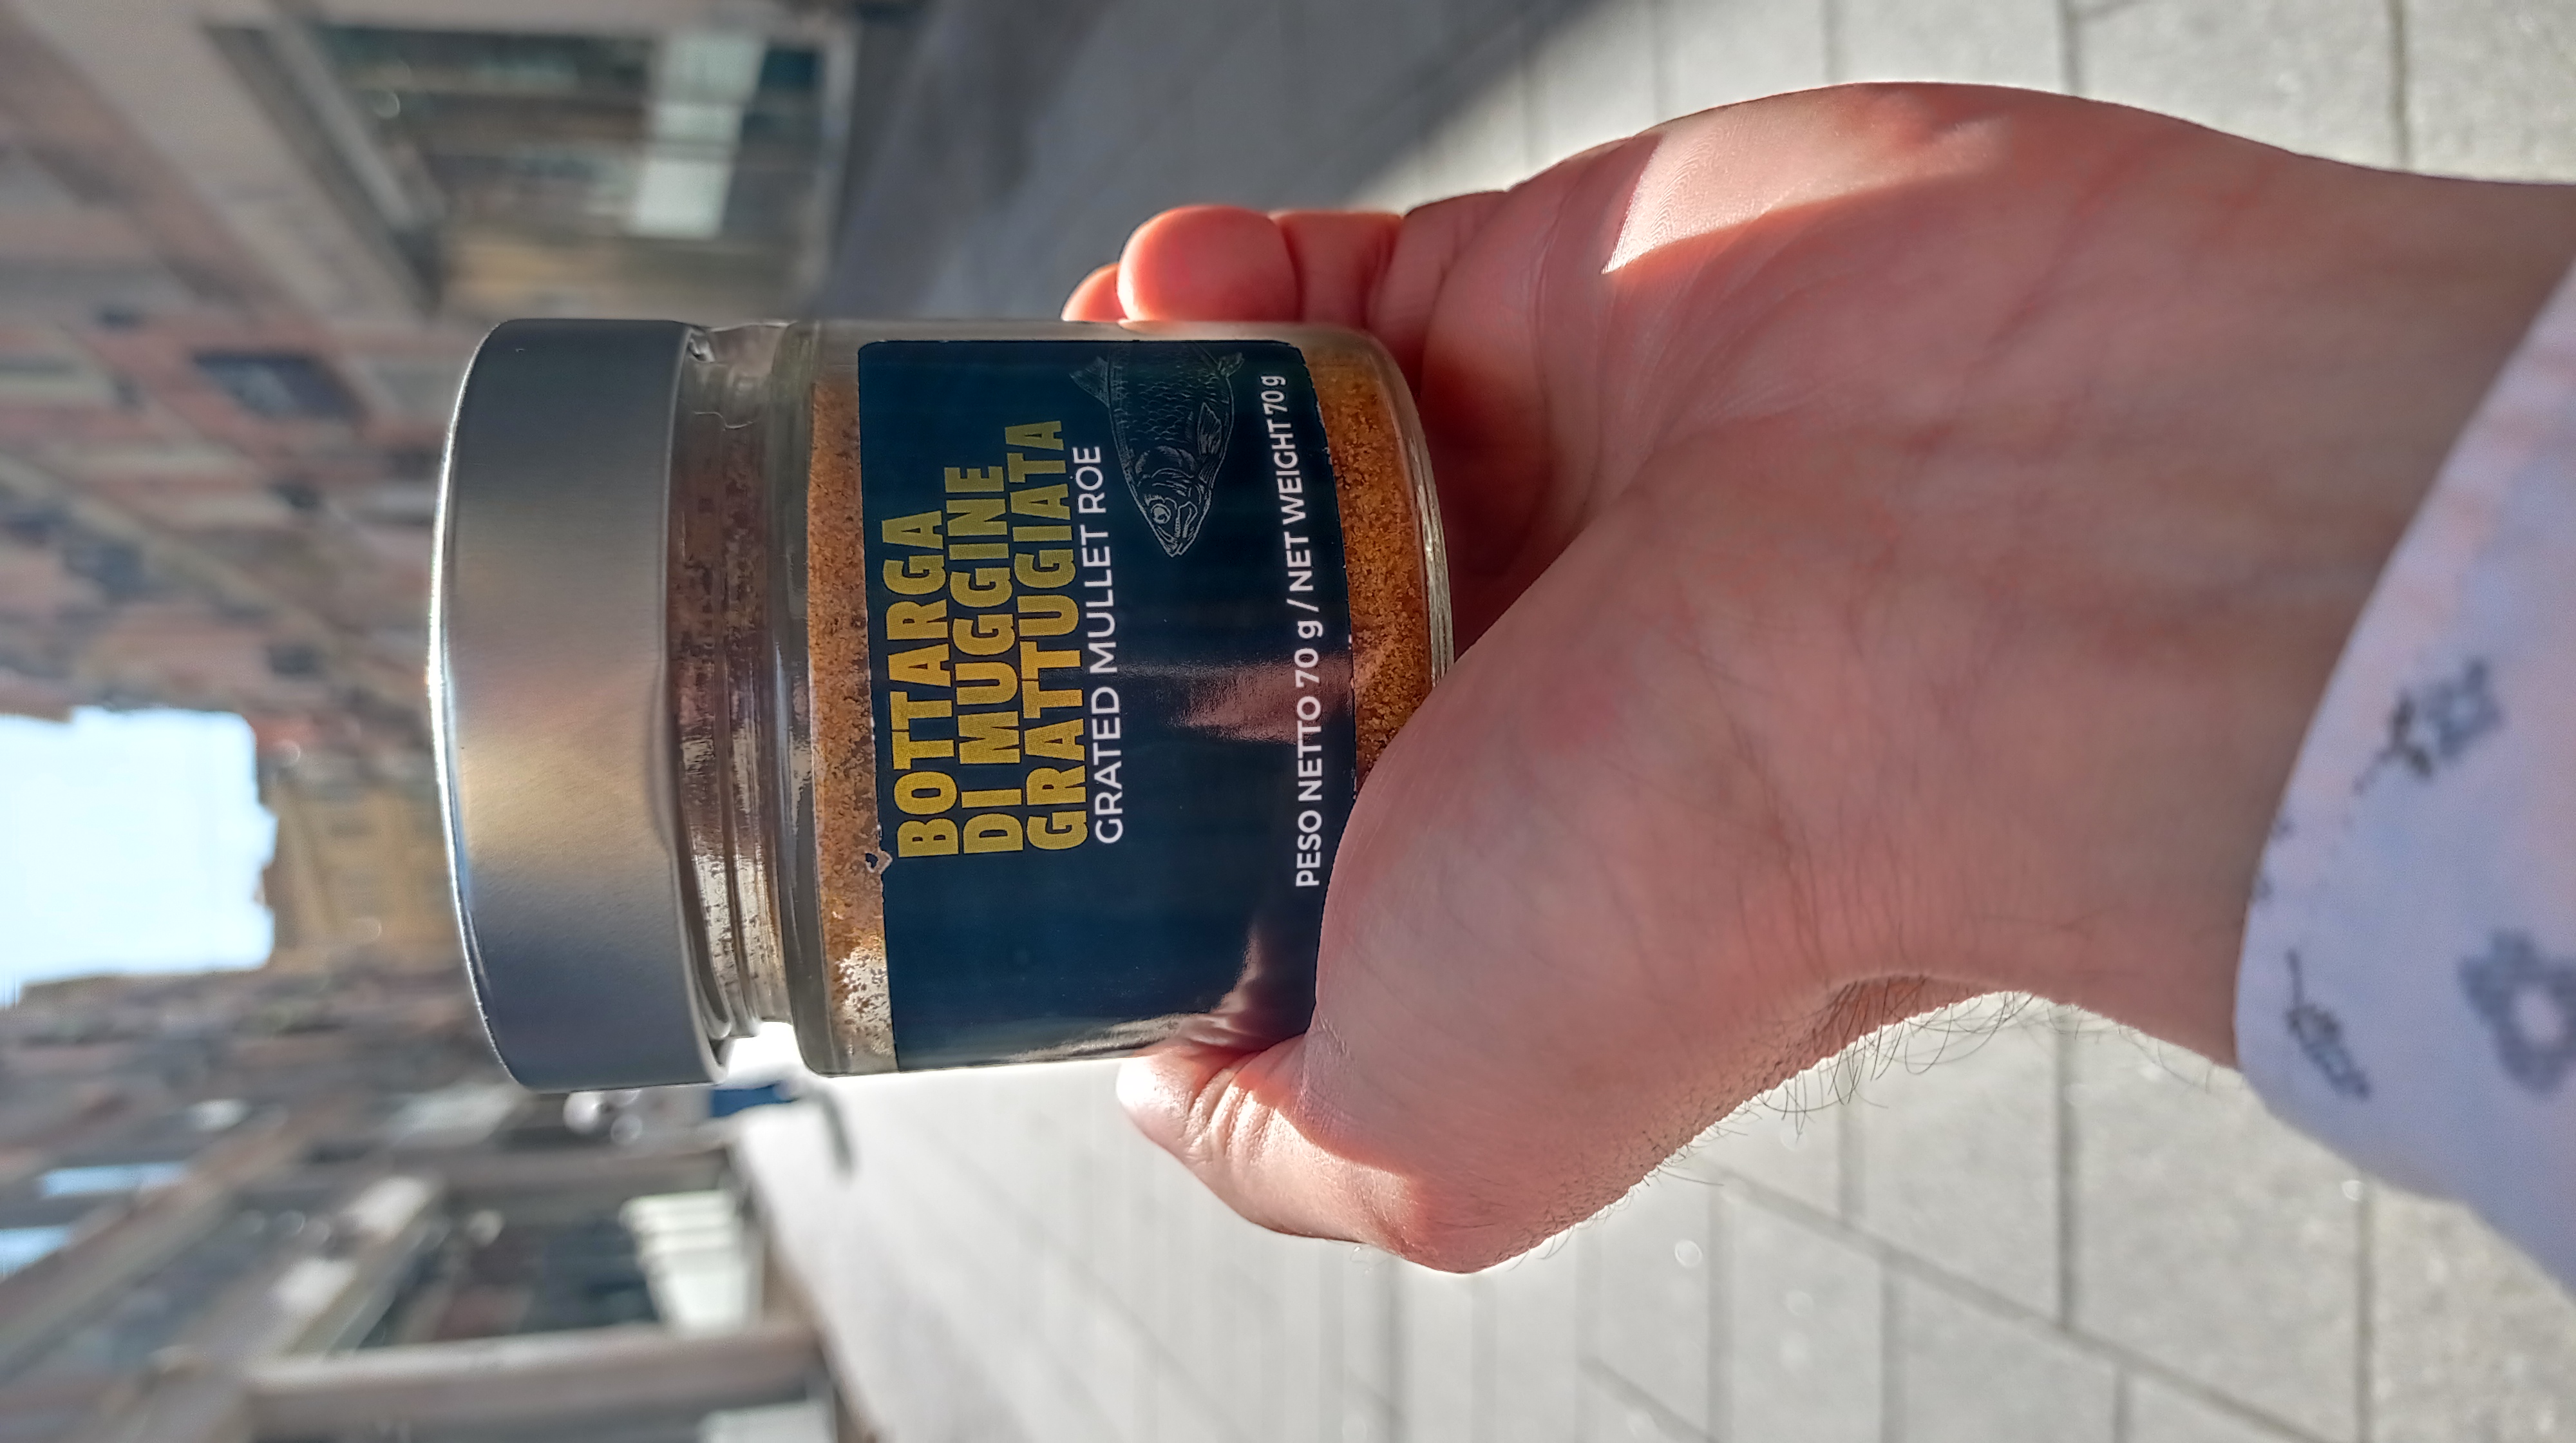 BOTTARGA
DI MUGGINE
GRATTUGIATA
GRATED MULLET ROE
PESO NETTO 70 g / NET WEIGHT 70 g